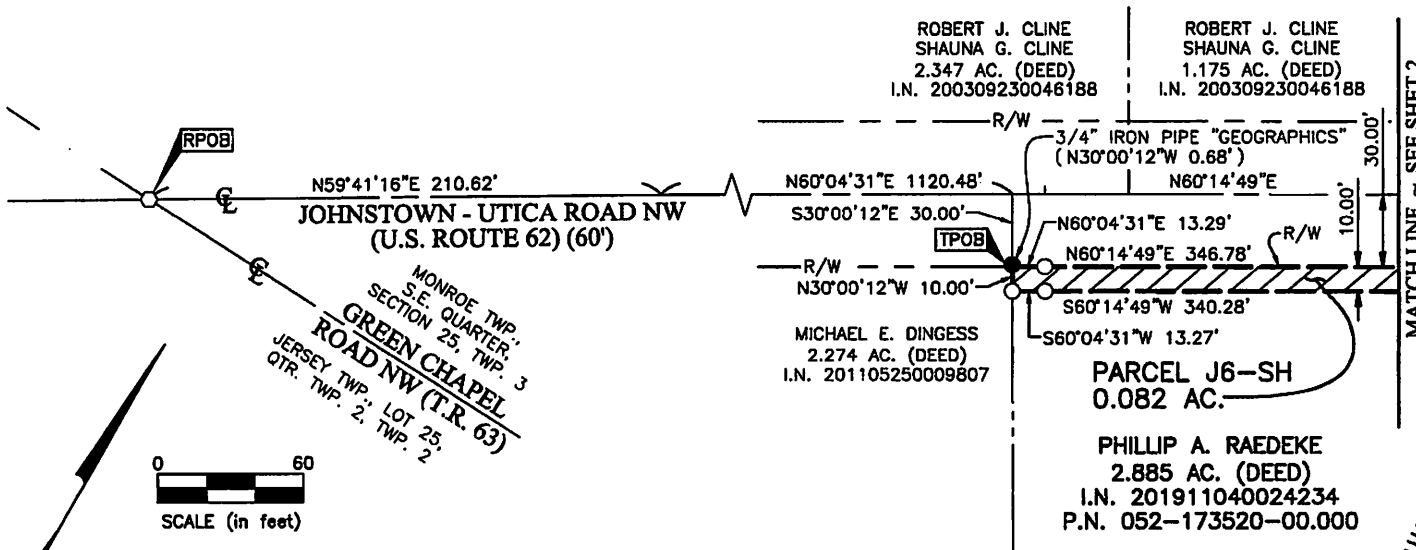 ROBERT J. CLINE
SHAUNA G. CLINE
2.347 AC. (DEED)
I.N. 200309230046188
ROBERT J. CLINE
SHAUNA G. CLINE
1.175 AC. (DEED)
I.N. 200309230046188
MATCH LINE - SEE SHEET 2
R/W
3/4" IRON PIPE "GEOGRAPHICS"
(N30°00'12"W 0.68')
30.00'
10.00'
RPOB
N59°41'16"E 210.62'
JOHNSTOWN - UTICA ROAD NW
(U.S. ROUTE 62) (60')
N60°04'31"E 1120.48'
N60°14'49"E
S30°00'12"E 30.00'
N60°04'31"E 13.29'
TPOB
N60°14'49"E 346.78'
R/W
R/W
N30°00'12"W 10.00'
S60°14'49"W 340.28'
S60°04'31"W 13.27'
MICHAEL E. DINGESS
2.274 AC. (DEED)
I.N. 201105250009807
PARCEL J6-SH
0.082 AC.
PHILLIP A. RAEDEKE
2.885 AC. (DEED)
I.N. 201911040024234
P.N. 052-173520-00.000
MONROE TWP.,
S.E. QUARTER,
SECTION 25, TWP. 3
GREEN CHAPEL
ROAD NW (T.R. 63)
JERSEY TWP., LOT 25,
QTR. TWP. 2, TWP. 2
0 60
SCALE (in feet)